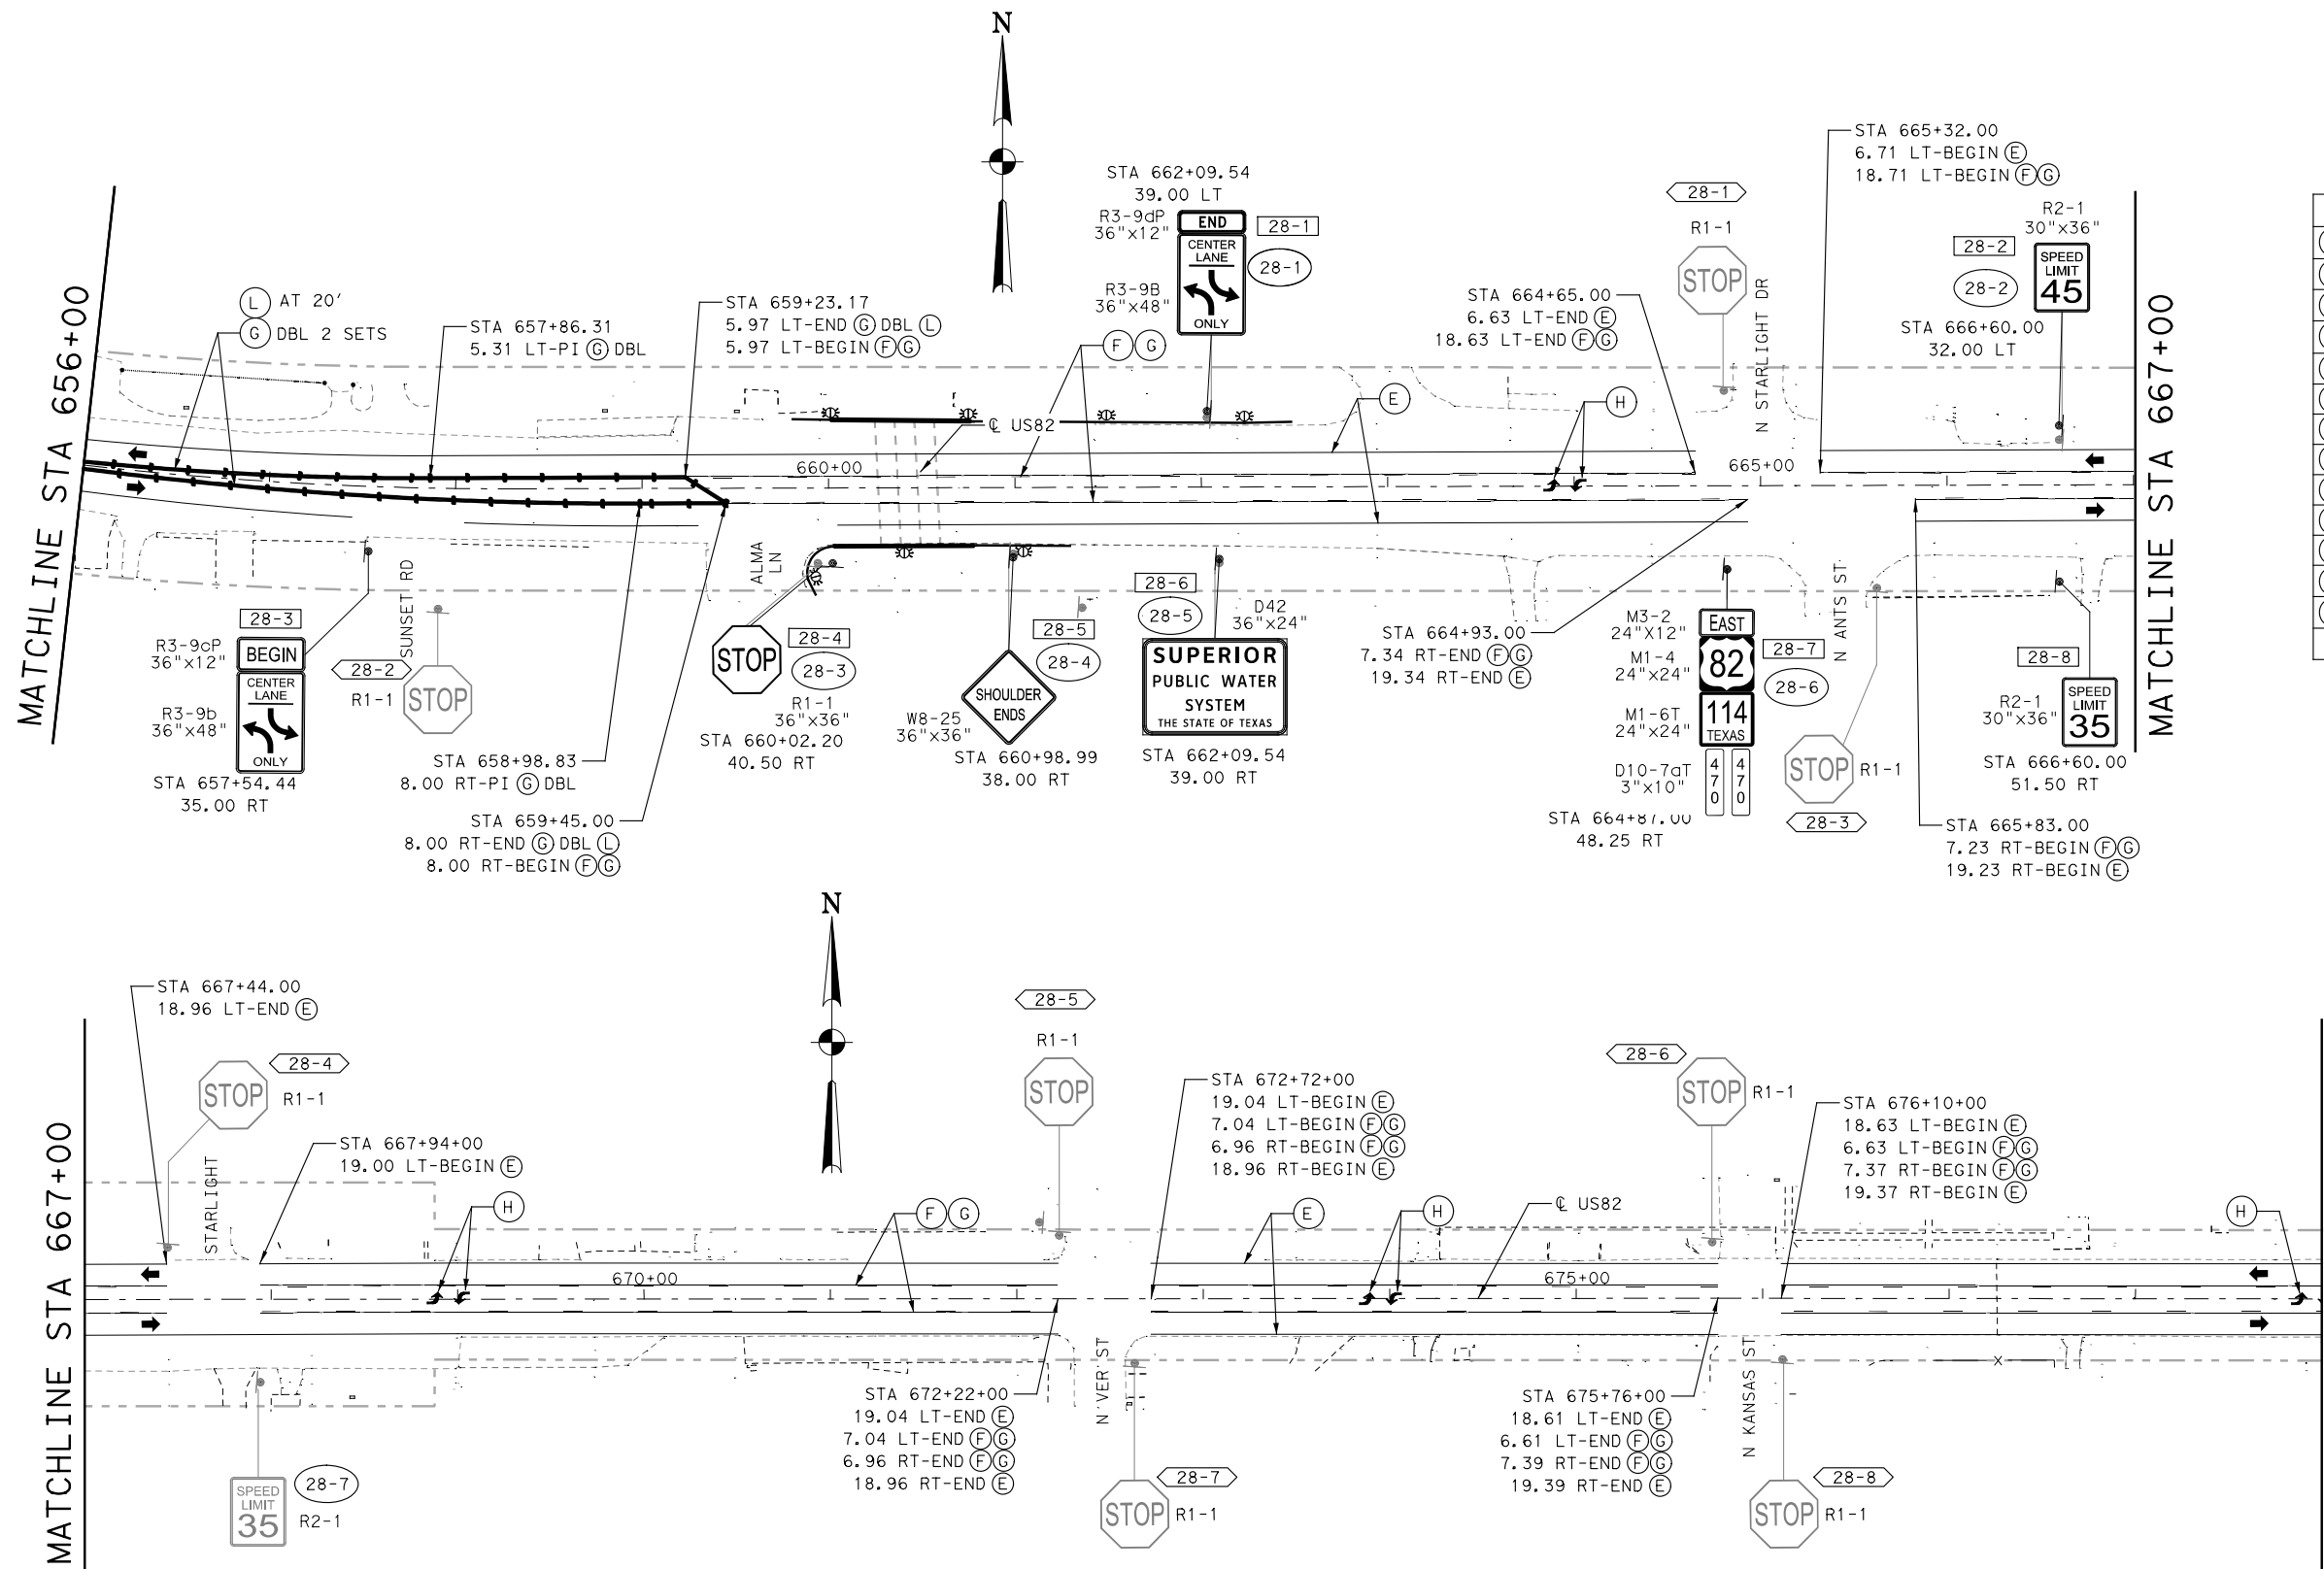 N
MATCHLINE STA 656+00
L AT 20'
G DBL 2 SETS
STA 657+86.31
5.31 LT-PI G DBL
STA 659+23.17
5.97 LT-END G DBL L
5.97 LT-BEGIN F G
STA 662+09.54
39.00 LT
R3-9dP
36"x12"
END
28-1
CENTER
LANE
ONLY
28-1
R3-9B
36"x48"
F G
STA 664+65.00
6.63 LT-END E
18.63 LT-END F G
28-1
R1-1
STOP
N STARLIGHT DR
STA 665+32.00
6.71 LT-BEGIN E
18.71 LT-BEGIN F G
R2-1
30"x36"
28-2
28-2
SPEED
LIMIT
45
STA 666+60.00
32.00 LT
MATCHLINE STA 667+00
E
H
℄ US82
660+00
665+00
SUNSET RD
ALMA
LN
N ANTS ST
28-3
R3-9cP
36"x12"
BEGIN
R3-9b
36"x48"
CENTER
LANE
ONLY
STA 657+54.44
35.00 RT
28-2
R1-1
STOP
STA 658+98.83
8.00 RT-PI G DBL
STA 659+45.00
8.00 RT-END G DBL L
8.00 RT-BEGIN F G
STOP
28-4
28-3
R1-1
36"x36"
STA 660+02.20
40.50 RT
28-5
28-4
SHOULDER
ENDS
W8-25
36"x36"
STA 660+98.99
38.00 RT
28-6
28-5
D42
36"x24"
SUPERIOR
PUBLIC WATER
SYSTEM
THE STATE OF TEXAS
STA 662+09.54
39.00 RT
STA 664+93.00
7.34 RT-END F G
19.34 RT-END E
M3-2
24"X12"
EAST
M1-4
24"x24"
82
28-7
28-6
M1-6T
24"x24"
114
TEXAS
D10-7aT
3"x10"
470
470
STA 664+87.00
48.25 RT
STOP
R1-1
28-3
28-8
R2-1
30"x36"
SPEED
LIMIT
35
STA 666+60.00
51.50 RT
STA 665+83.00
7.23 RT-BEGIN F G
19.23 RT-BEGIN E
N
MATCHLINE STA 667+00
STA 667+44.00
18.96 LT-END E
28-4
STOP
R1-1
STARLIGHT
STA 667+94+00
19.00 LT-BEGIN E
H
F G
28-5
R1-1
STOP
STA 672+72+00
19.04 LT-BEGIN E
7.04 LT-BEGIN F G
6.96 RT-BEGIN F G
18.96 RT-BEGIN E
E
H
℄ US82
28-6
STOP
R1-1
STA 676+10+00
18.63 LT-BEGIN E
6.63 LT-BEGIN F G
7.37 RT-BEGIN F G
19.37 RT-BEGIN E
H
670+00
675+00
SPEED
LIMIT
35
28-7
R2-1
STA 672+22+00
19.04 LT-END E
7.04 LT-END F G
6.96 RT-END F G
18.96 RT-END E
N VER ST
28-7
STOP
R1-1
STA 675+76+00
18.61 LT-END E
6.61 LT-END F G
7.39 RT-END F G
19.39 RT-END E
N KANSAS ST
28-8
STOP
R1-1